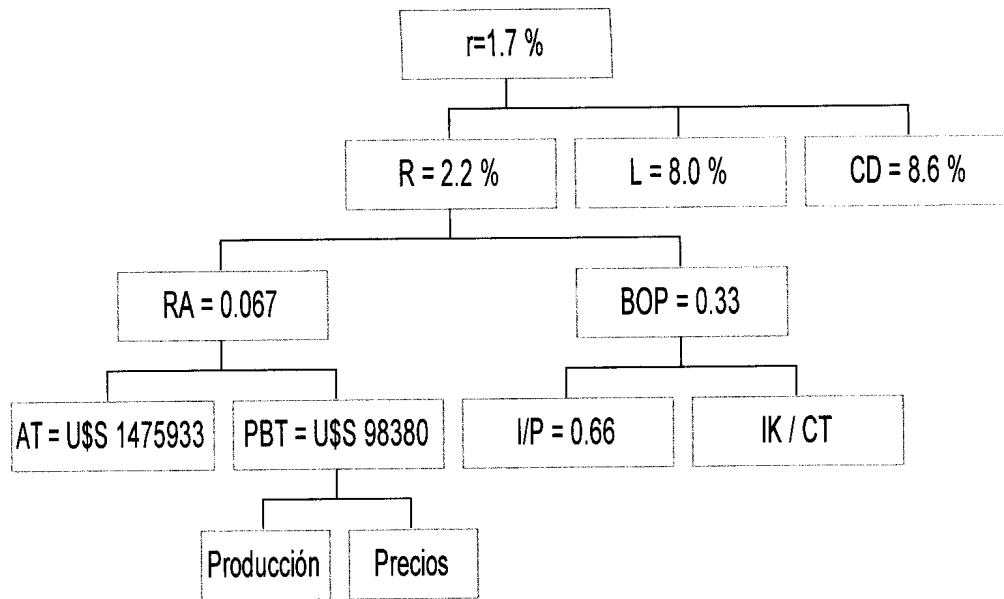 r=1.7 %
R = 2.2 %
L = 8.0 %
CD = 8.6 %
RA = 0.067
BOP = 0.33
AT = U$S 1475933
PBT = U$S 98380
I/P = 0.66
IK / CT
Producción
Precios